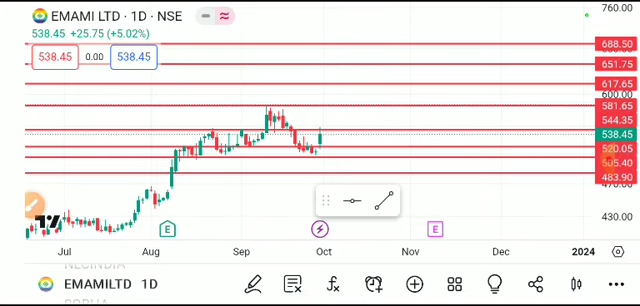 EMAMI LTD · 1D · NSE
538.45 +25.75 (+5.02%)
538.45 0.00 538.45
760.00
688.50
651.75
617.65
600.00
581.65
544.35
538.45
520.05
505.40
483.90
470.00
430.00
E
E
Jul Aug Sep Oct Nov Dec 2024
NLCINDIA
EMAMILTD 1D